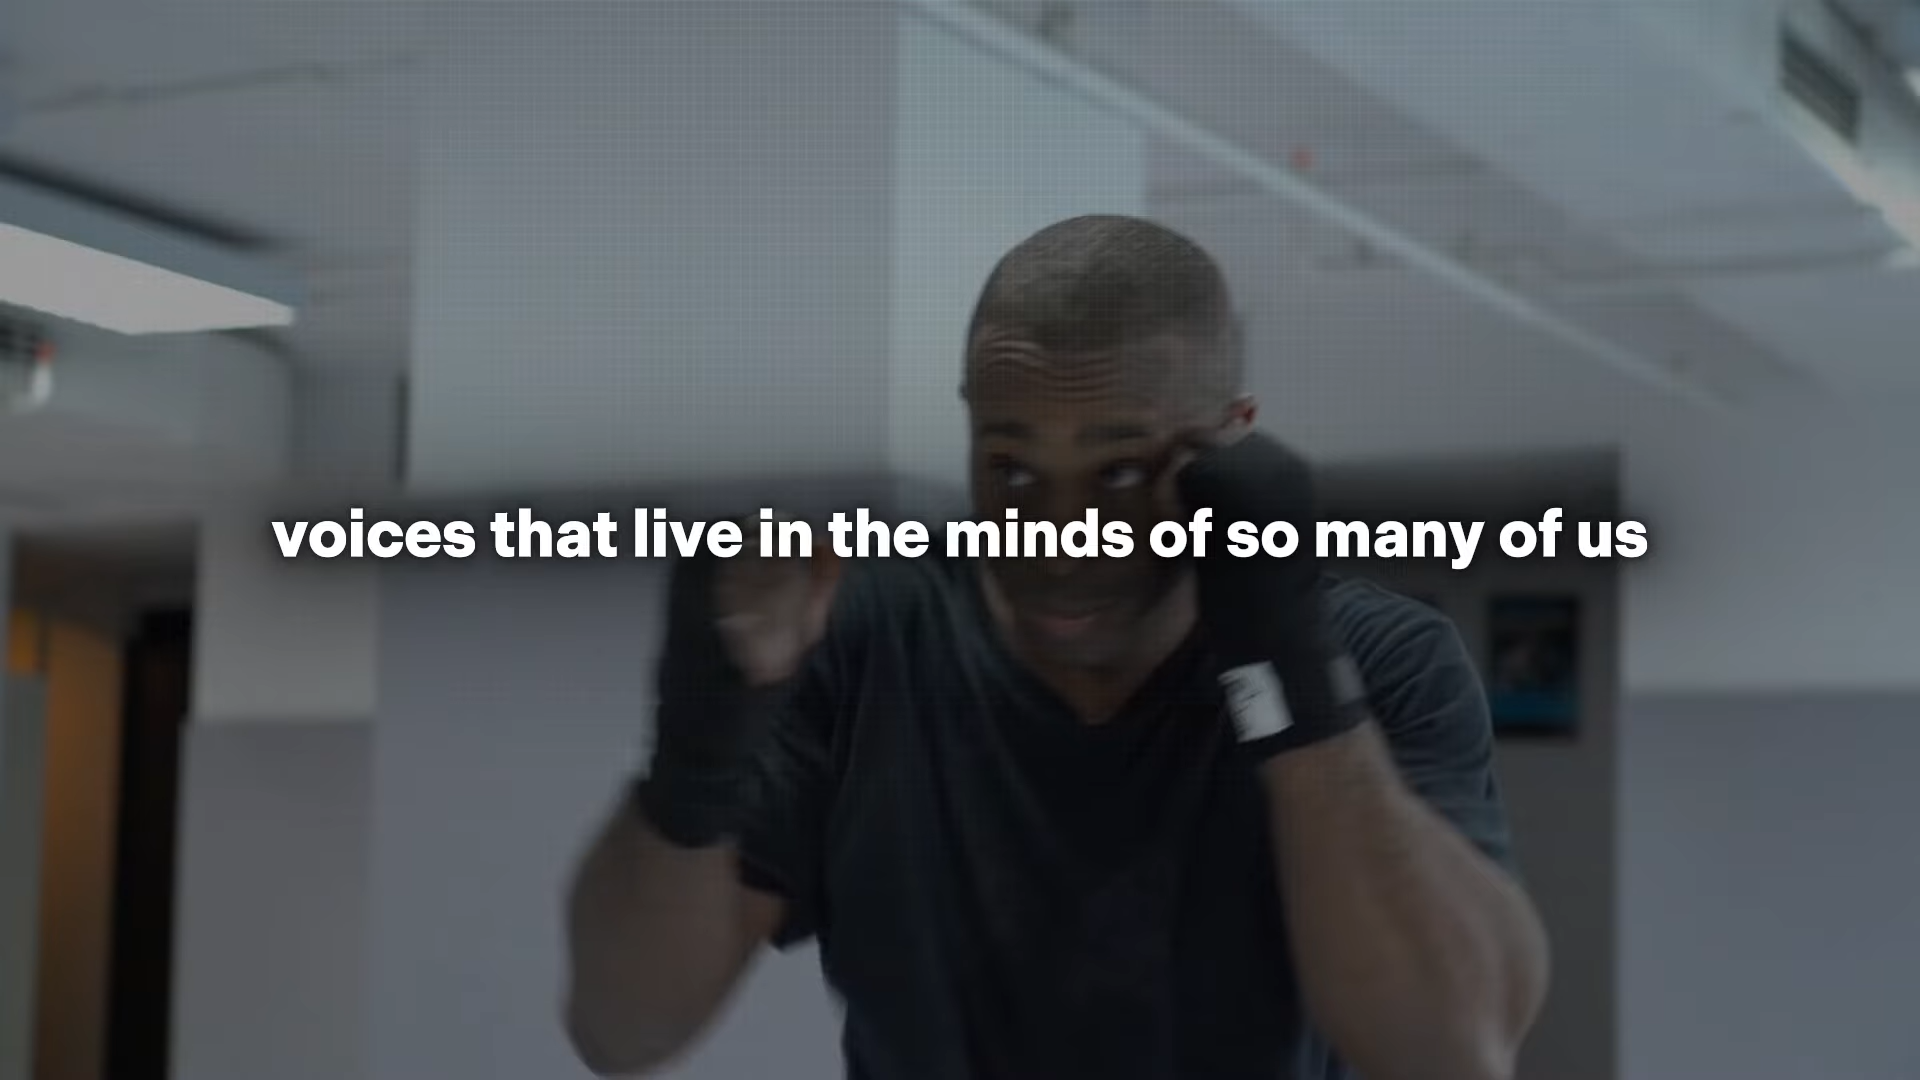 voices that live in the minds of so many of us